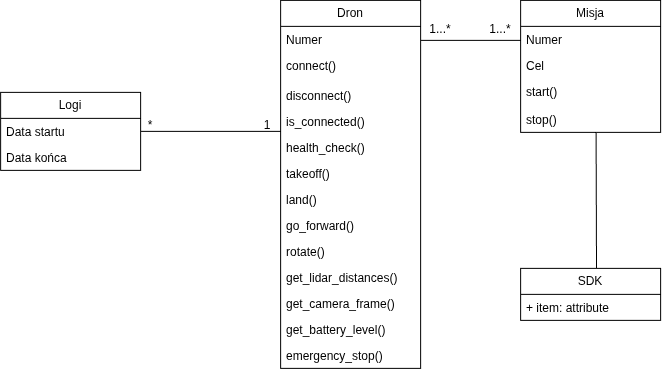 Logi
Data startu
Data końca
*
1
Dron
Numer
connect()
disconnect()
is_connected()
health_check()
takeoff()
land()
go_forward()
rotate()
get_lidar_distances()
get_camera_frame()
get_battery_level()
emergency_stop()
1...*
1...*
Misja
Numer
Cel
start()
stop()
SDK
+ item: attribute